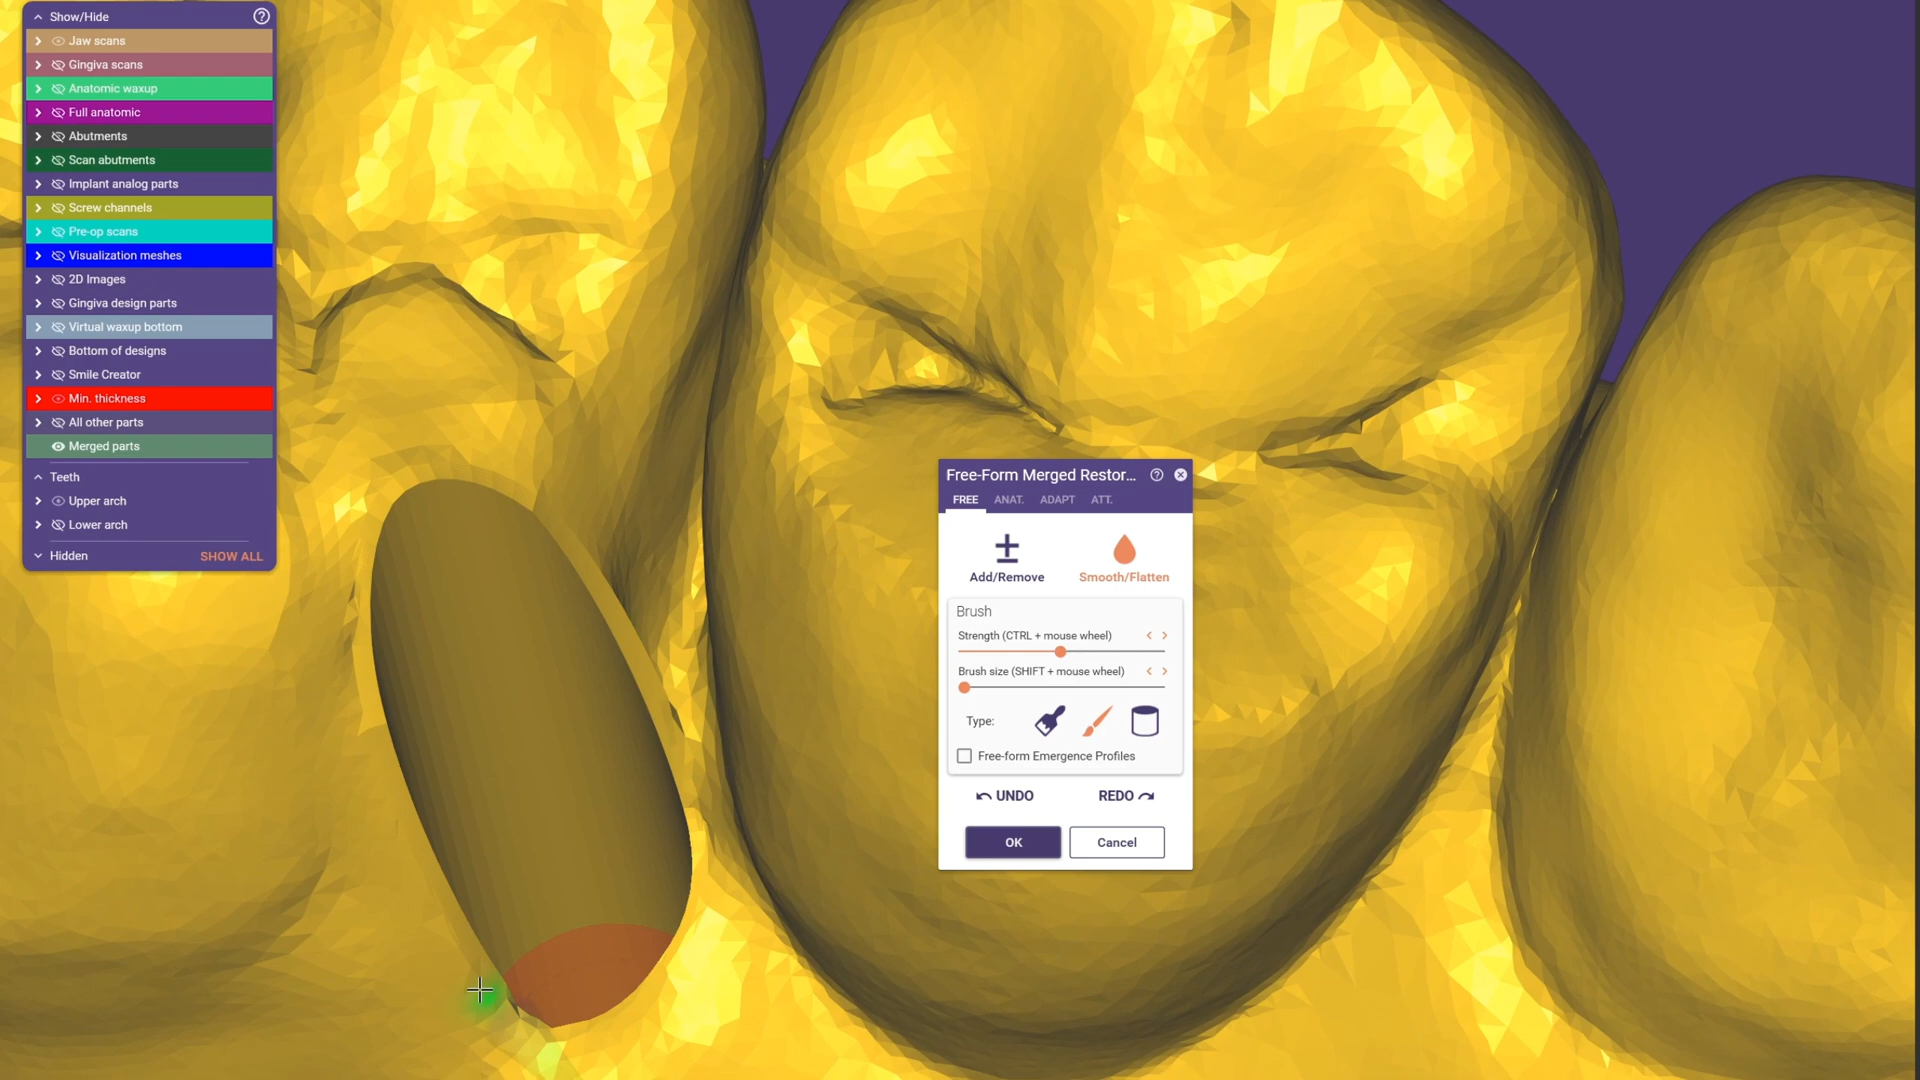 Show/Hide
Jaw scans
Gingiva scans
Anatomic waxup
Full anatomic
Abutments
Scan abutments
Implant analog parts
Screw channels
Pre-op scans
Visualization meshes
2D Images
Gingiva design parts
Virtual waxup bottom
Bottom of designs
Smile Creator
Min. thickness
All other parts
Merged parts
Teeth
Upper arch
Lower arch
Hidden SHOW ALL
Free-Form Merged Restor...
FREE ANAT. ADAPT ATT.
Add/Remove Smooth/Flatten
Brush
Strength (CTRL + mouse wheel)
Brush size (SHIFT + mouse wheel)
Type:
Free-form Emergence Profiles
UNDO REDO
OK Cancel